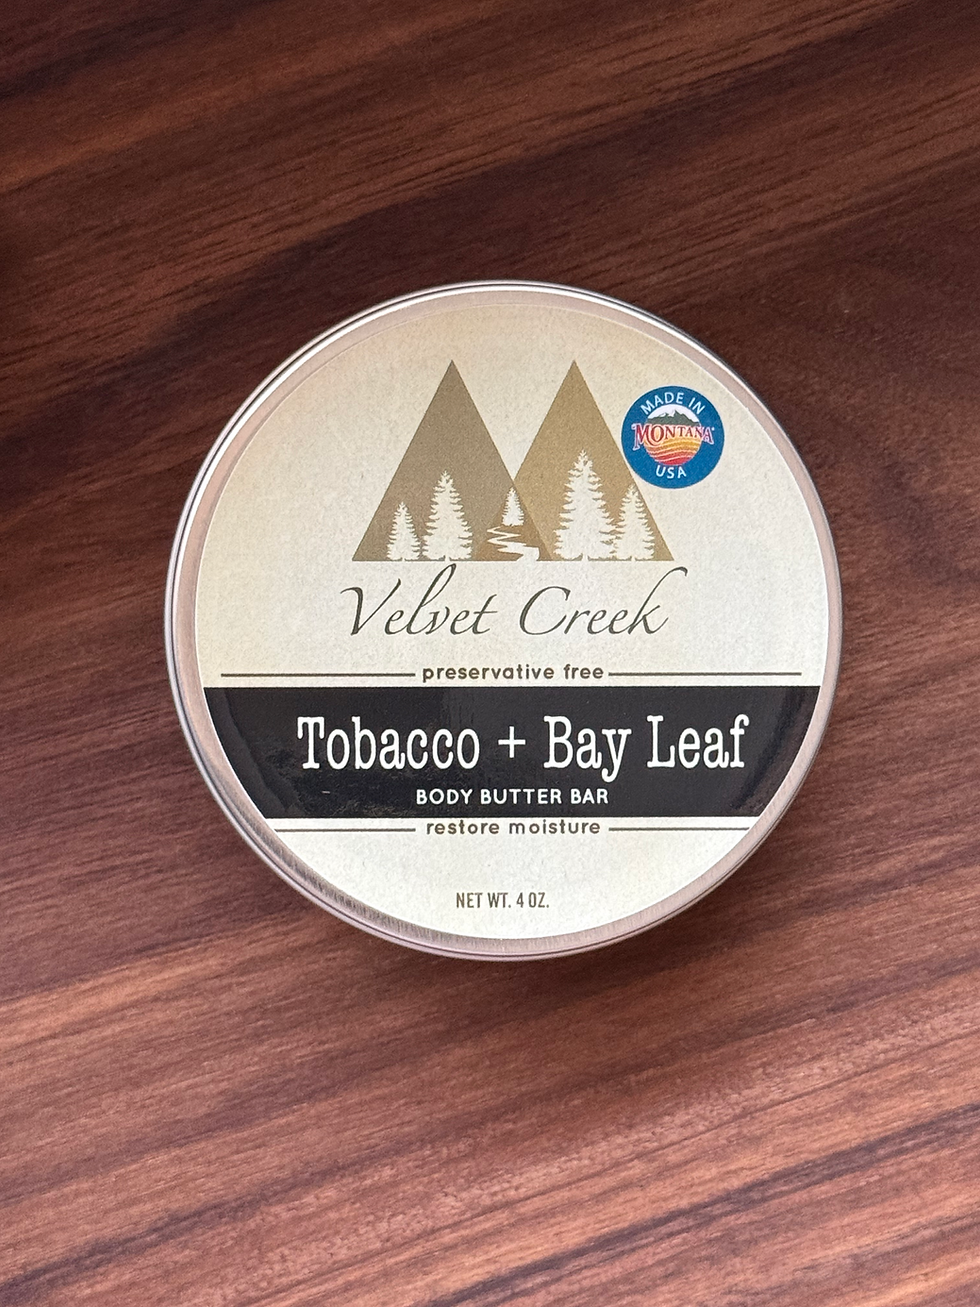 MADE IN
MONTANA
USA
Velvet Creek
preservative free
Tobacco + Bay Leaf
BODY BUTTER BAR
restore moisture
NET WT. 4 OZ.